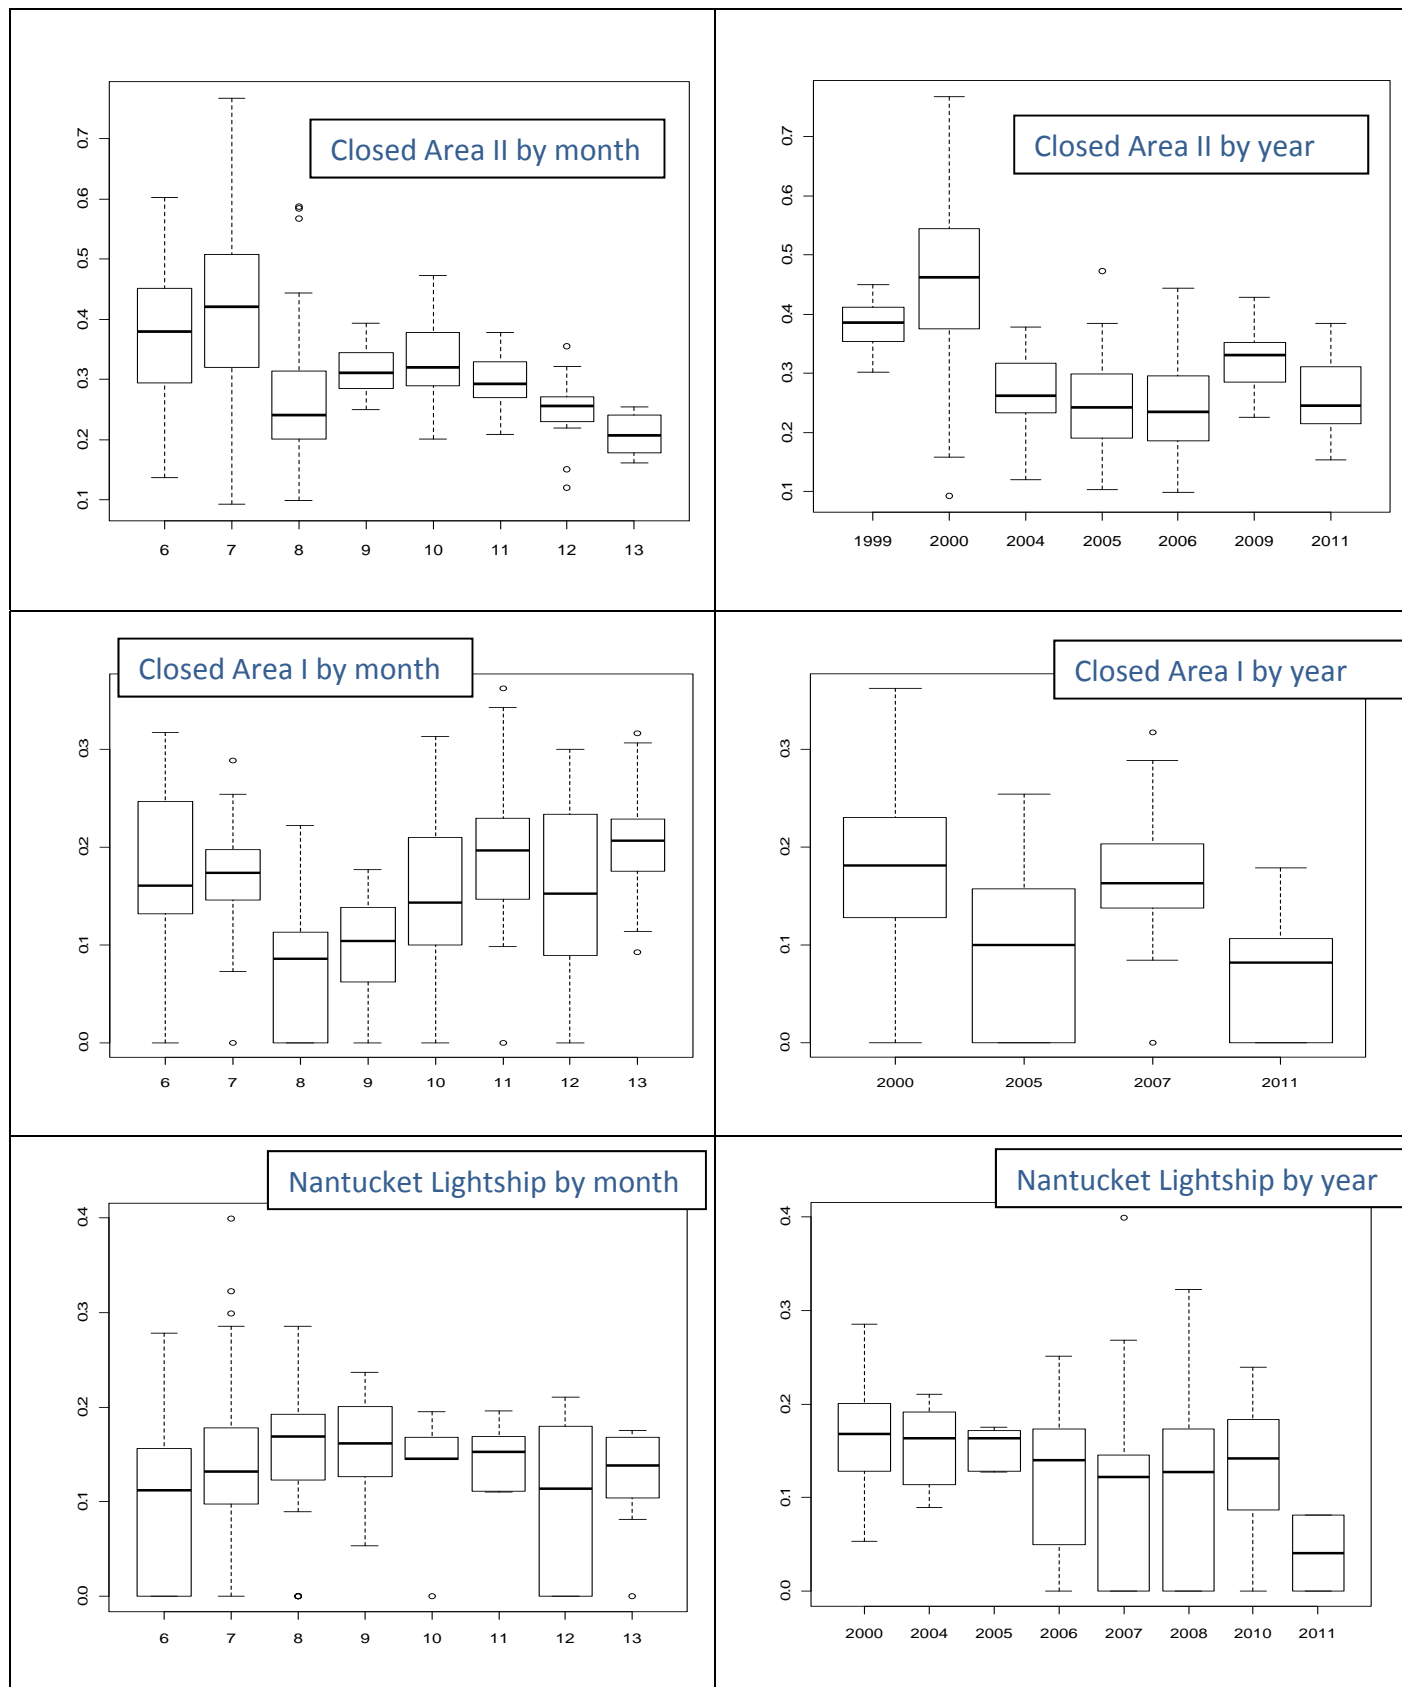 Closed Area II by month
0.7
0.6
0.5
0.4
0.3
0.2
0.1
6 7 8 9 10 11 12 13
Closed Area II by year
0.7
0.6
0.5
0.4
0.3
0.2
0.1
1999 2000 2004 2005 2006 2009 2011
Closed Area I by month
0.3
0.2
0.1
0.0
6 7 8 9 10 11 12 13
Closed Area I by year
0.3
0.2
0.1
0.0
2000 2005 2007 2011
Nantucket Lightship by month
0.4
0.3
0.2
0.1
0.0
6 7 8 9 10 11 12 13
Nantucket Lightship by year
0.4
0.3
0.2
0.1
0.0
2000 2004 2005 2006 2007 2008 2010 2011